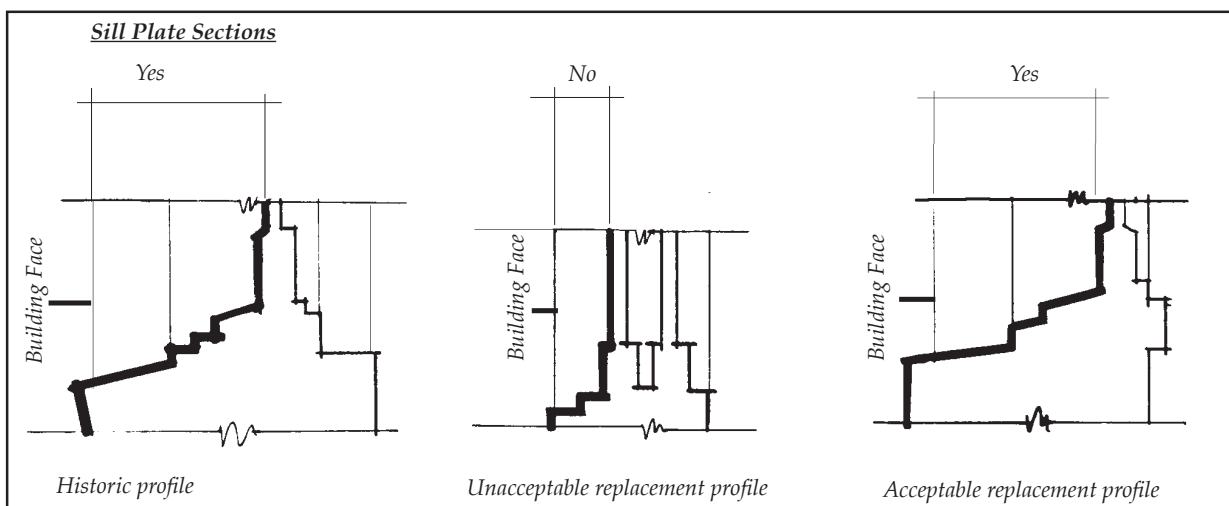 Sill Plate Sections
Yes
No
Yes
Building Face
Building Face
Building Face
Historic profile
Unacceptable replacement profile
Acceptable replacement profile